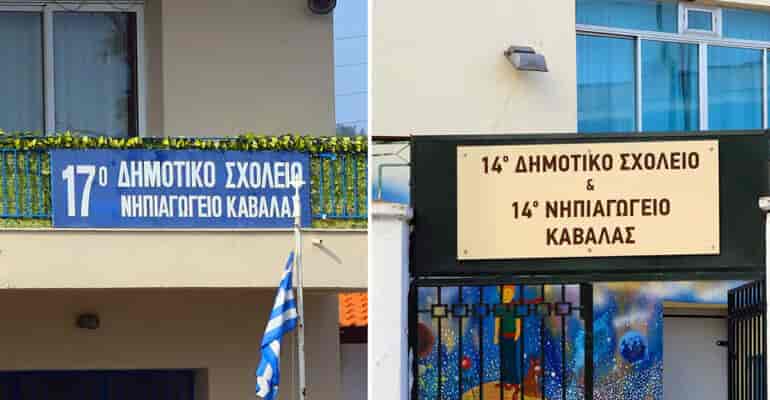 17ο ΔΗΜΟΤΙΚΟ ΣΧΟΛΕΙΟ
ΝΗΠΙΑΓΩΓΕΙΟ ΚΑΒΑΛΑΣ
14ο ΔΗΜΟΤΙΚΟ ΣΧΟΛΕΙΟ
&
14ο ΝΗΠΙΑΓΩΓΕΙΟ
ΚΑΒΑΛΑΣ